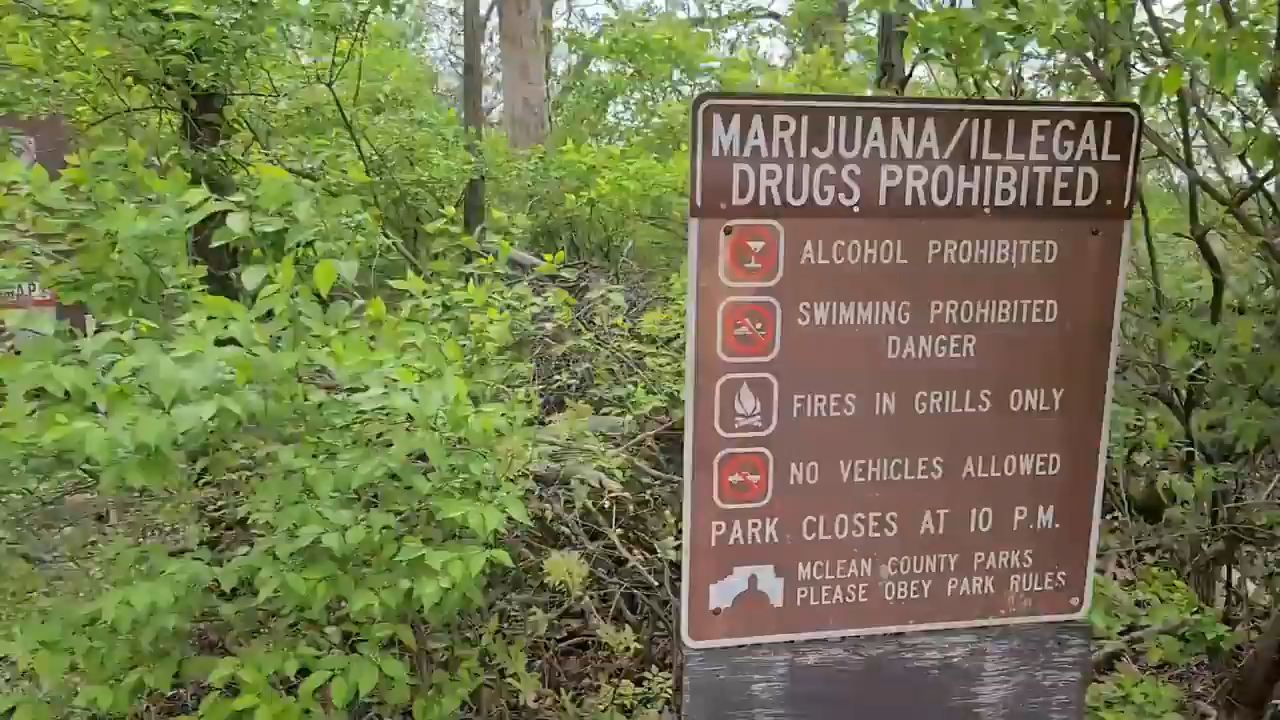 MARIJUANA/ILLEGAL
DRUGS PROHIBITED
ALCOHOL PROHIBITED
SWIMMING PROHIBITED
DANGER
FIRES IN GRILLS ONLY
NO VEHICLES ALLOWED
PARK CLOSES AT 10 P.M.
MCLEAN COUNTY PARKS
PLEASE OBEY PARK RULES